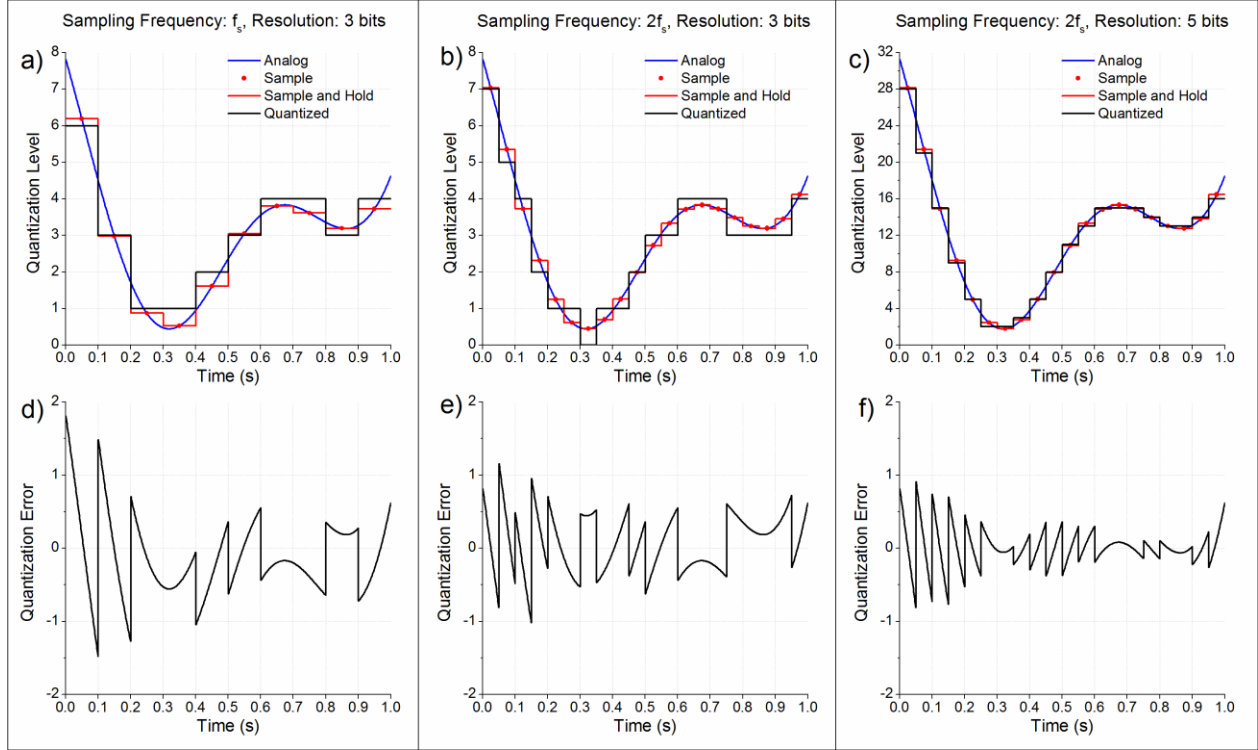 Sampling Frequency: fs, Resolution: 3 bits
a)
Analog
Sample
Sample and Hold
Quantized
Quantization Level
8
7
6
5
4
3
2
1
0
0.0 0.1 0.2 0.3 0.4 0.5 0.6 0.7 0.8 0.9 1.0
Time (s)
d)
Quantization Error
2
1
0
-1
-2
0.0 0.1 0.2 0.3 0.4 0.5 0.6 0.7 0.8 0.9 1.0
Time (s)
Sampling Frequency: 2fs, Resolution: 3 bits
b)
Analog
Sample
Sample and Hold
Quantized
Quantization Level
8
7
6
5
4
3
2
1
0
0.0 0.1 0.2 0.3 0.4 0.5 0.6 0.7 0.8 0.9 1.0
Time (s)
e)
Quantization Error
2
1
0
-1
-2
0.0 0.1 0.2 0.3 0.4 0.5 0.6 0.7 0.8 0.9 1.0
Time (s)
Sampling Frequency: 2fs, Resolution: 5 bits
c)
Analog
Sample
Sample and Hold
Quantized
Quantization Level
32
28
24
20
16
12
8
4
0
0.0 0.1 0.2 0.3 0.4 0.5 0.6 0.7 0.8 0.9 1.0
Time (s)
f)
Quantization Error
2
1
0
-1
-2
0.0 0.1 0.2 0.3 0.4 0.5 0.6 0.7 0.8 0.9 1.0
Time (s)